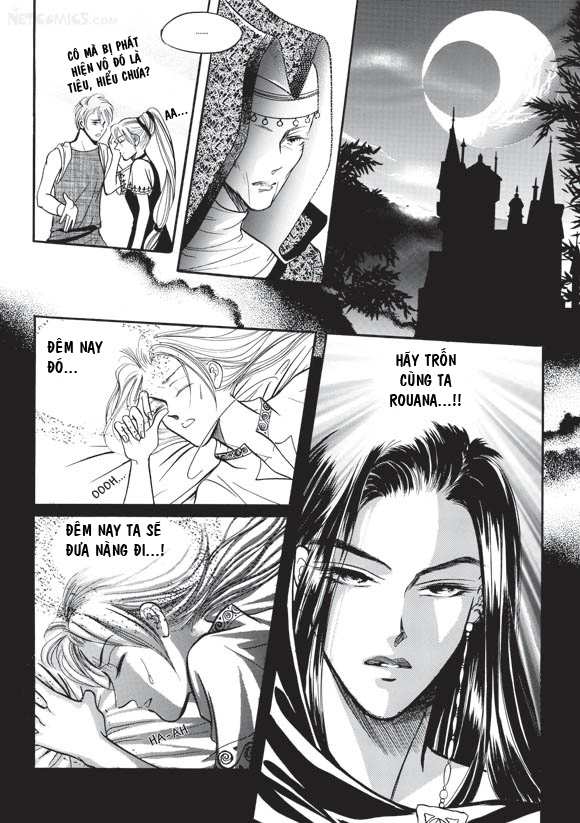 NETCOMICS.COM
......
CÔ MÀ BỊ PHÁT
HIỆN VÔ ĐÓ LÀ
TIÊU, HIỂU CHƯA?
AA...
ĐÊM NAY
ĐÓ...
OOOH....
HÃY TRỐN
CÙNG TA
ROUANA...!!
ĐÊM NAY TA SẼ
ĐƯA NÀNG ĐI...!
HA-AH